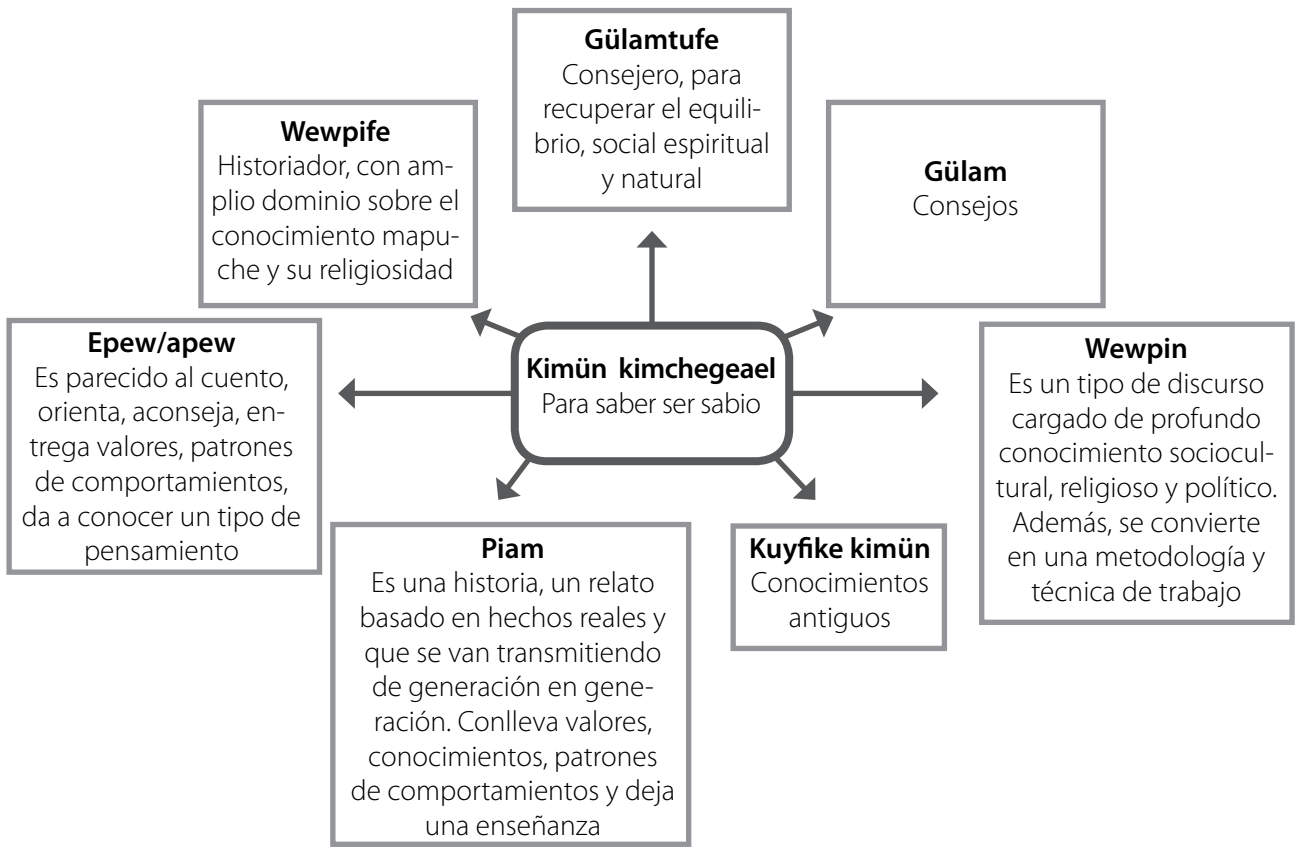 Gülamtufe
Consejero, para
recuperar el equili-
brio, social espiritual
y natural
Wewpife
Historiador, con am-
plio dominio sobre el
conocimiento mapu-
che y su religiosidad
Gülam
Consejos
Epew/apew
Es parecido al cuento,
orienta, aconseja, en-
trega valores, patrones
de comportamientos,
da a conocer un tipo de
pensamiento
Kimün kimchegeael
Para saber ser sabio
Wewpin
Es un tipo de discurso
cargado de profundo
conocimiento sociocul-
tural, religioso y político.
Además, se convierte
en una metodología y
técnica de trabajo
Piam
Es una historia, un relato
basado en hechos reales y
que se van transmitiendo
de generación en gene-
ración. Conlleva valores,
conocimientos, patrones
de comportamientos y deja
una enseñanza
Kuyfike kimün
Conocimientos
antiguos